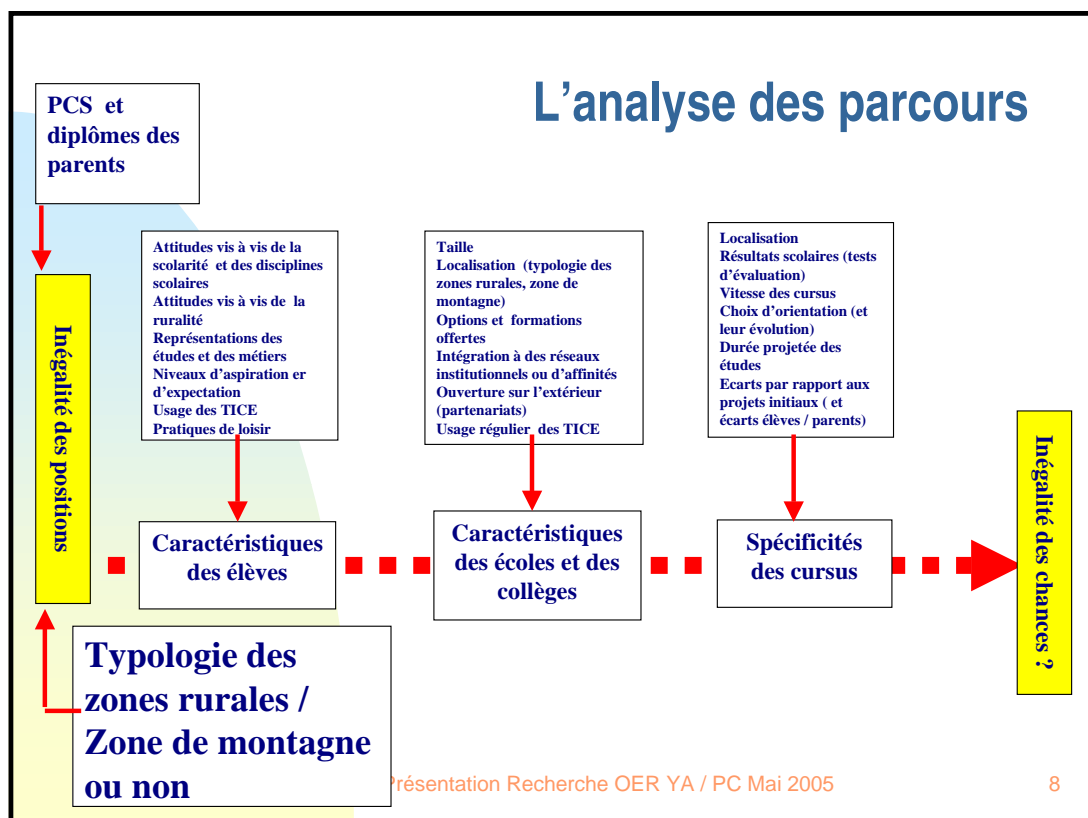 L'analyse des parcours
PCS et
diplômes des
parents
Inégalité des positions
Typologie des
zones rurales /
Zone de montagne
ou non
Attitudes vis à vis de la
scolarité et des disciplines
scolaires
Attitudes vis à vis de la
ruralité
Représentations des
études et des métiers
Niveaux d'aspiration er
d'expectation
Usage des TICE
Pratiques de loisir
Caractéristiques
des élèves
Taille
Localisation (typologie des
zones rurales, zone de
montagne)
Options et formations
offertes
Intégration à des réseaux
institutionnels ou d'affinités
Ouverture sur l'extérieur
(partenariats)
Usage régulier des TICE
Caractéristiques
des écoles et des
collèges
Localisation
Résultats scolaires (tests
d'évaluation)
Vitesse des cursus
Choix d'orientation (et
leur évolution)
Durée projetée des
études
Ecarts par rapport aux
projets initiaux ( et
écarts élèves / parents)
Spécificités
des cursus
Inégalité des chances ?
Présentation Recherche OER YA / PC Mai 2005
8